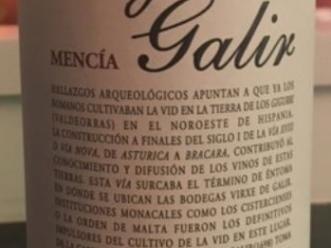 Galir
MENCÍA
HALLAZGOS ARQUEOLÓGICOS APUNTAN A QUE YA LOS
ROMANOS CULTIVABAN LA VID EN LA TIERRA DE LOS GIGURRI
(VALDEORRAS) EN EL NOROESTE DE HISPANIA.
LA CONSTRUCCIÓN A FINALES DEL SIGLO I DE LA VÍA XVIII
O VÍA NOVA, DE ASTURICA A BRACARA, CONTRIBUYÓ AL
CONOCIMIENTO Y DIFUSIÓN DE LOS VINOS DE ESTAS
TIERRAS. ESTA VÍA SURCABA EL TÉRMINO DE ÉNTOMA
EN DONDE SE UBICAN LAS BODEGAS VIRXE DE GALIR.
INSTITUCIONES MONACALES COMO LOS CISTERCIENSES
O LA ORDEN DE MALTA FUERON LOS DEFINITIVOS
IMPULSORES DEL CULTIVO DE LA VID EN ESTE LUGAR.
TOMA